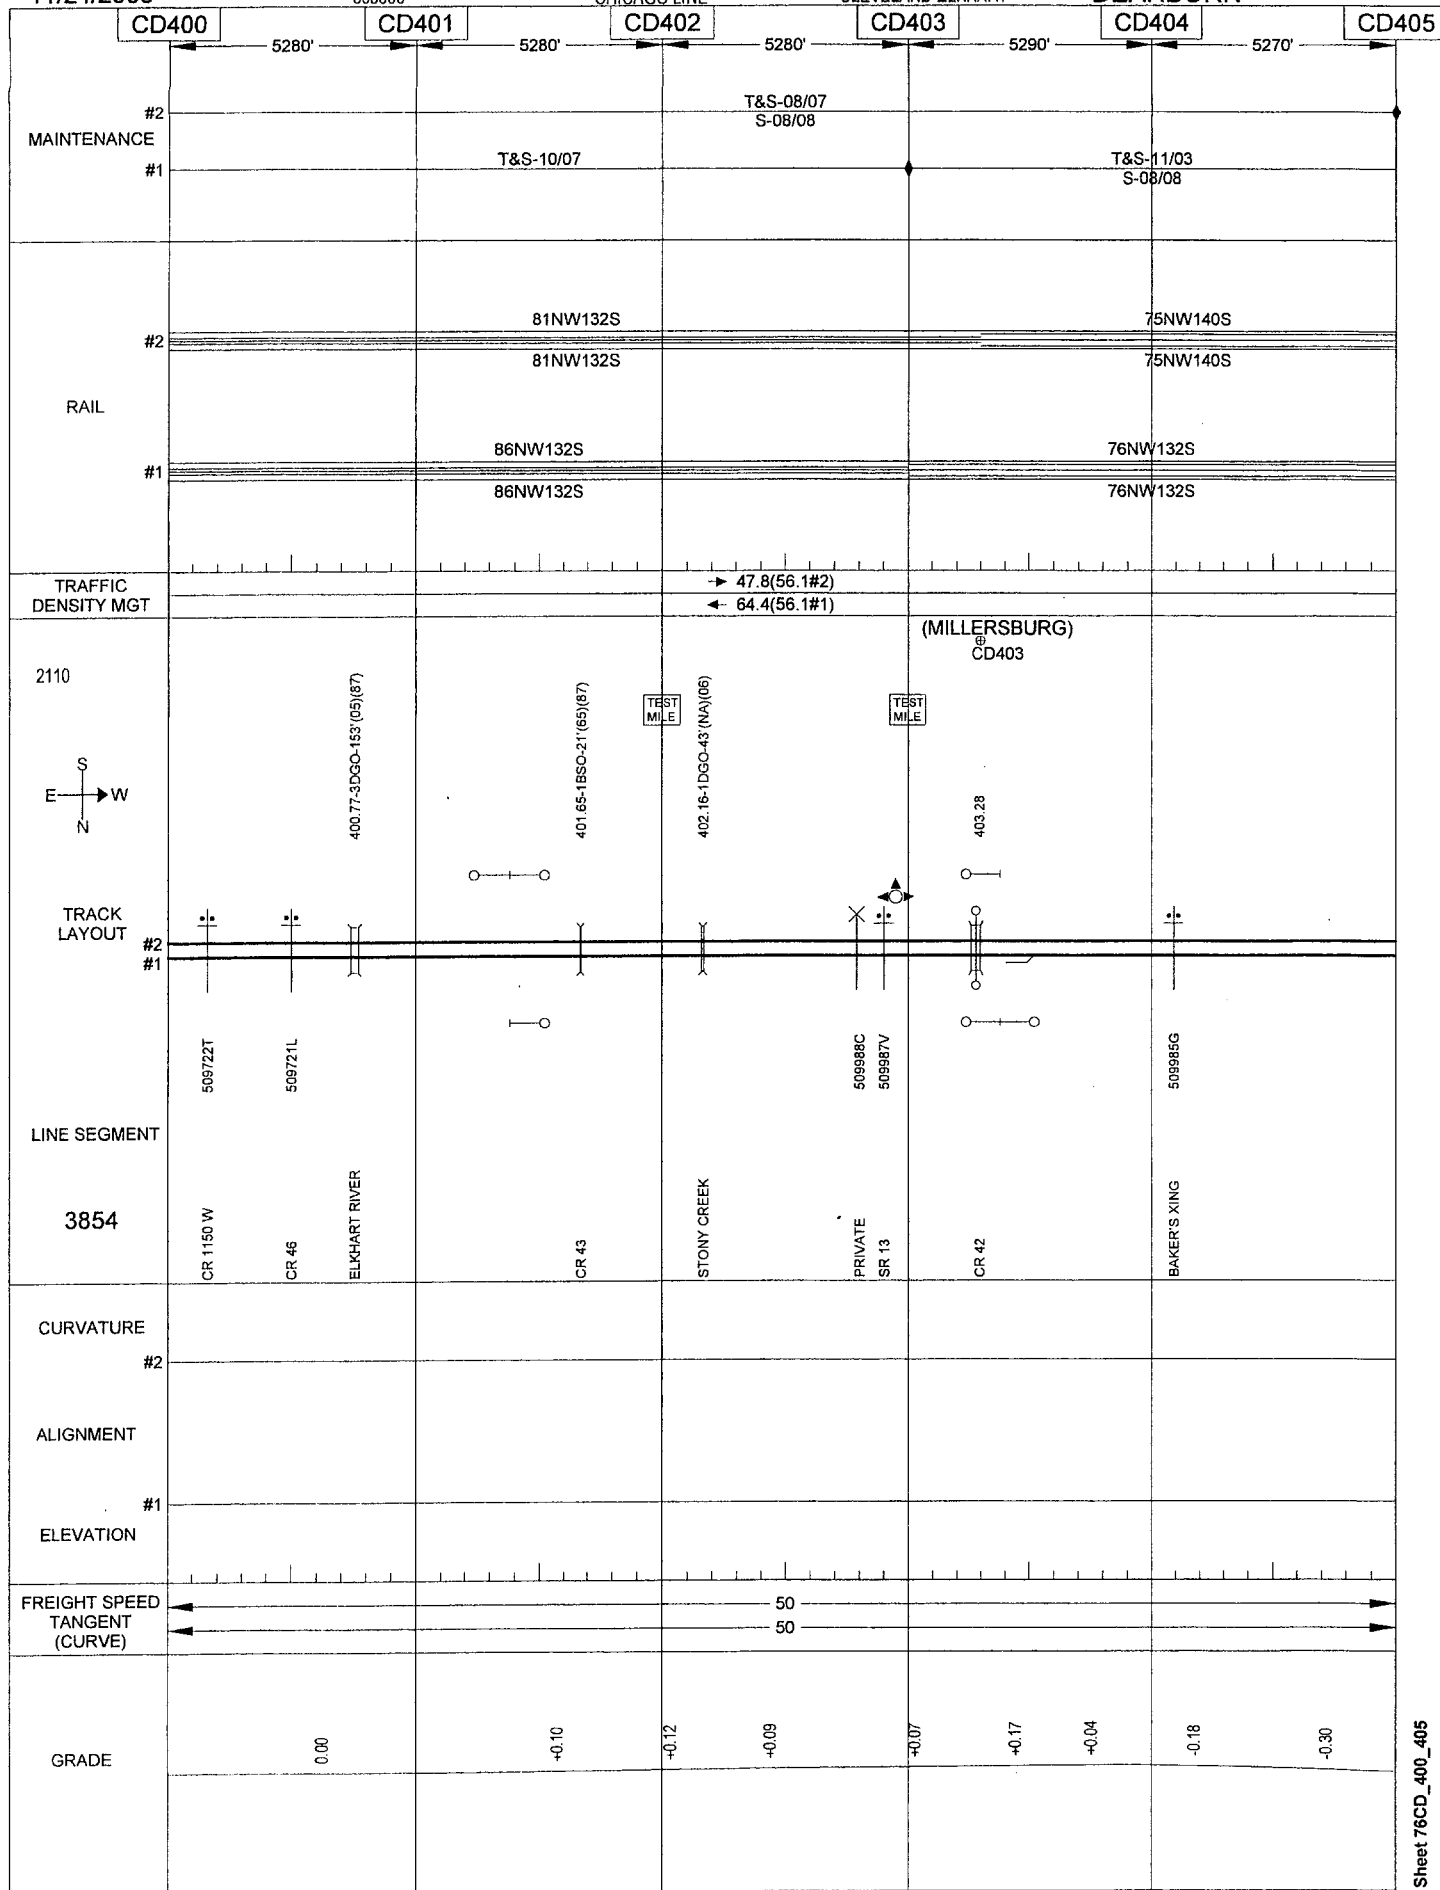 CD400 CD401 CD402 CD403 CD404 CD405
5280' 5280' 5280' 5290' 5270'
MAINTENANCE
#2
T&S-08/07
S-08/08
#1
T&S-10/07
T&S-11/03
S-08/08
RAIL
#2
81NW132S 75NW140S
81NW132S 75NW140S
#1
86NW132S 76NW132S
86NW132S 76NW132S
TRAFFIC
DENSITY MGT
47.8(56.1#2)
64.4(56.1#1)
(MILLERSBURG)
CD403
2110
S
E W
N
400.77-3DGO-153'(05)(87)
401.65-1BSO-21'(65)(87)
TEST
MILE
402.16-1DGO-43'(NA)(06)
TEST
MILE
403.28
TRACK
LAYOUT
#2
#1
509722T
509721L
509988C
509987V
509985G
LINE SEGMENT
3854
CR 1150 W
CR 46
ELKHART RIVER
CR 43
STONY CREEK
PRIVATE
SR 13
CR 42
BAKER'S XING
CURVATURE
#2
ALIGNMENT
#1
ELEVATION
FREIGHT SPEED
TANGENT
(CURVE)
50
50
GRADE
0.00
+0.10
+0.12
+0.09
+0.07
+0.17
+0.04
-0.18
-0.30
Sheet 76CD_400_405